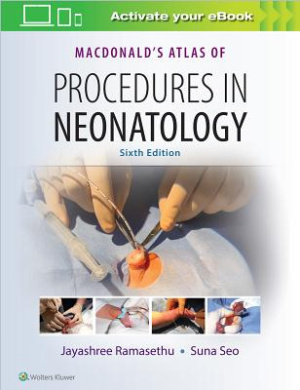 Activate your eBook
MACDONALD'S ATLAS OF
PROCEDURES IN
NEONATOLOGY
Sixth Edition
Jayashree Ramasethu • Suna Seo
Wolters Kluwer